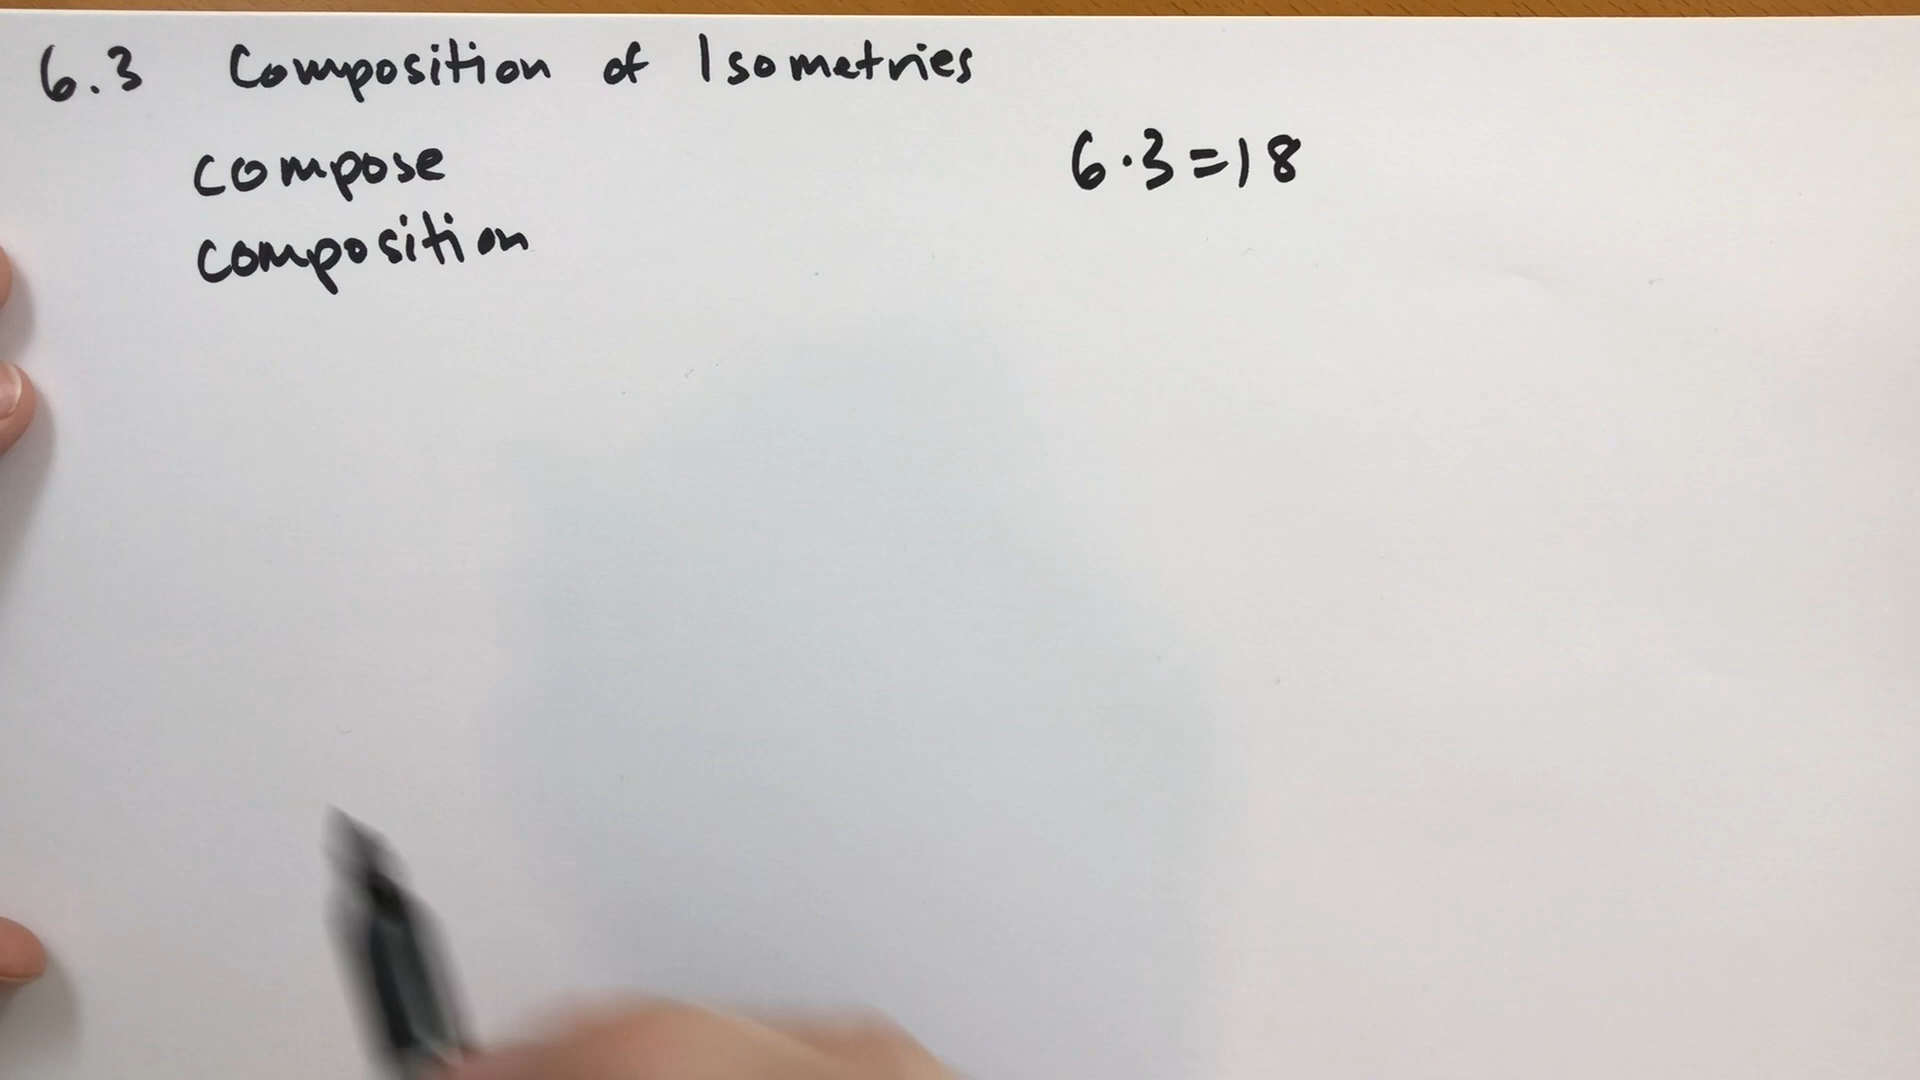 6.3 Composition of Isometries
compose
6·3=18
composition